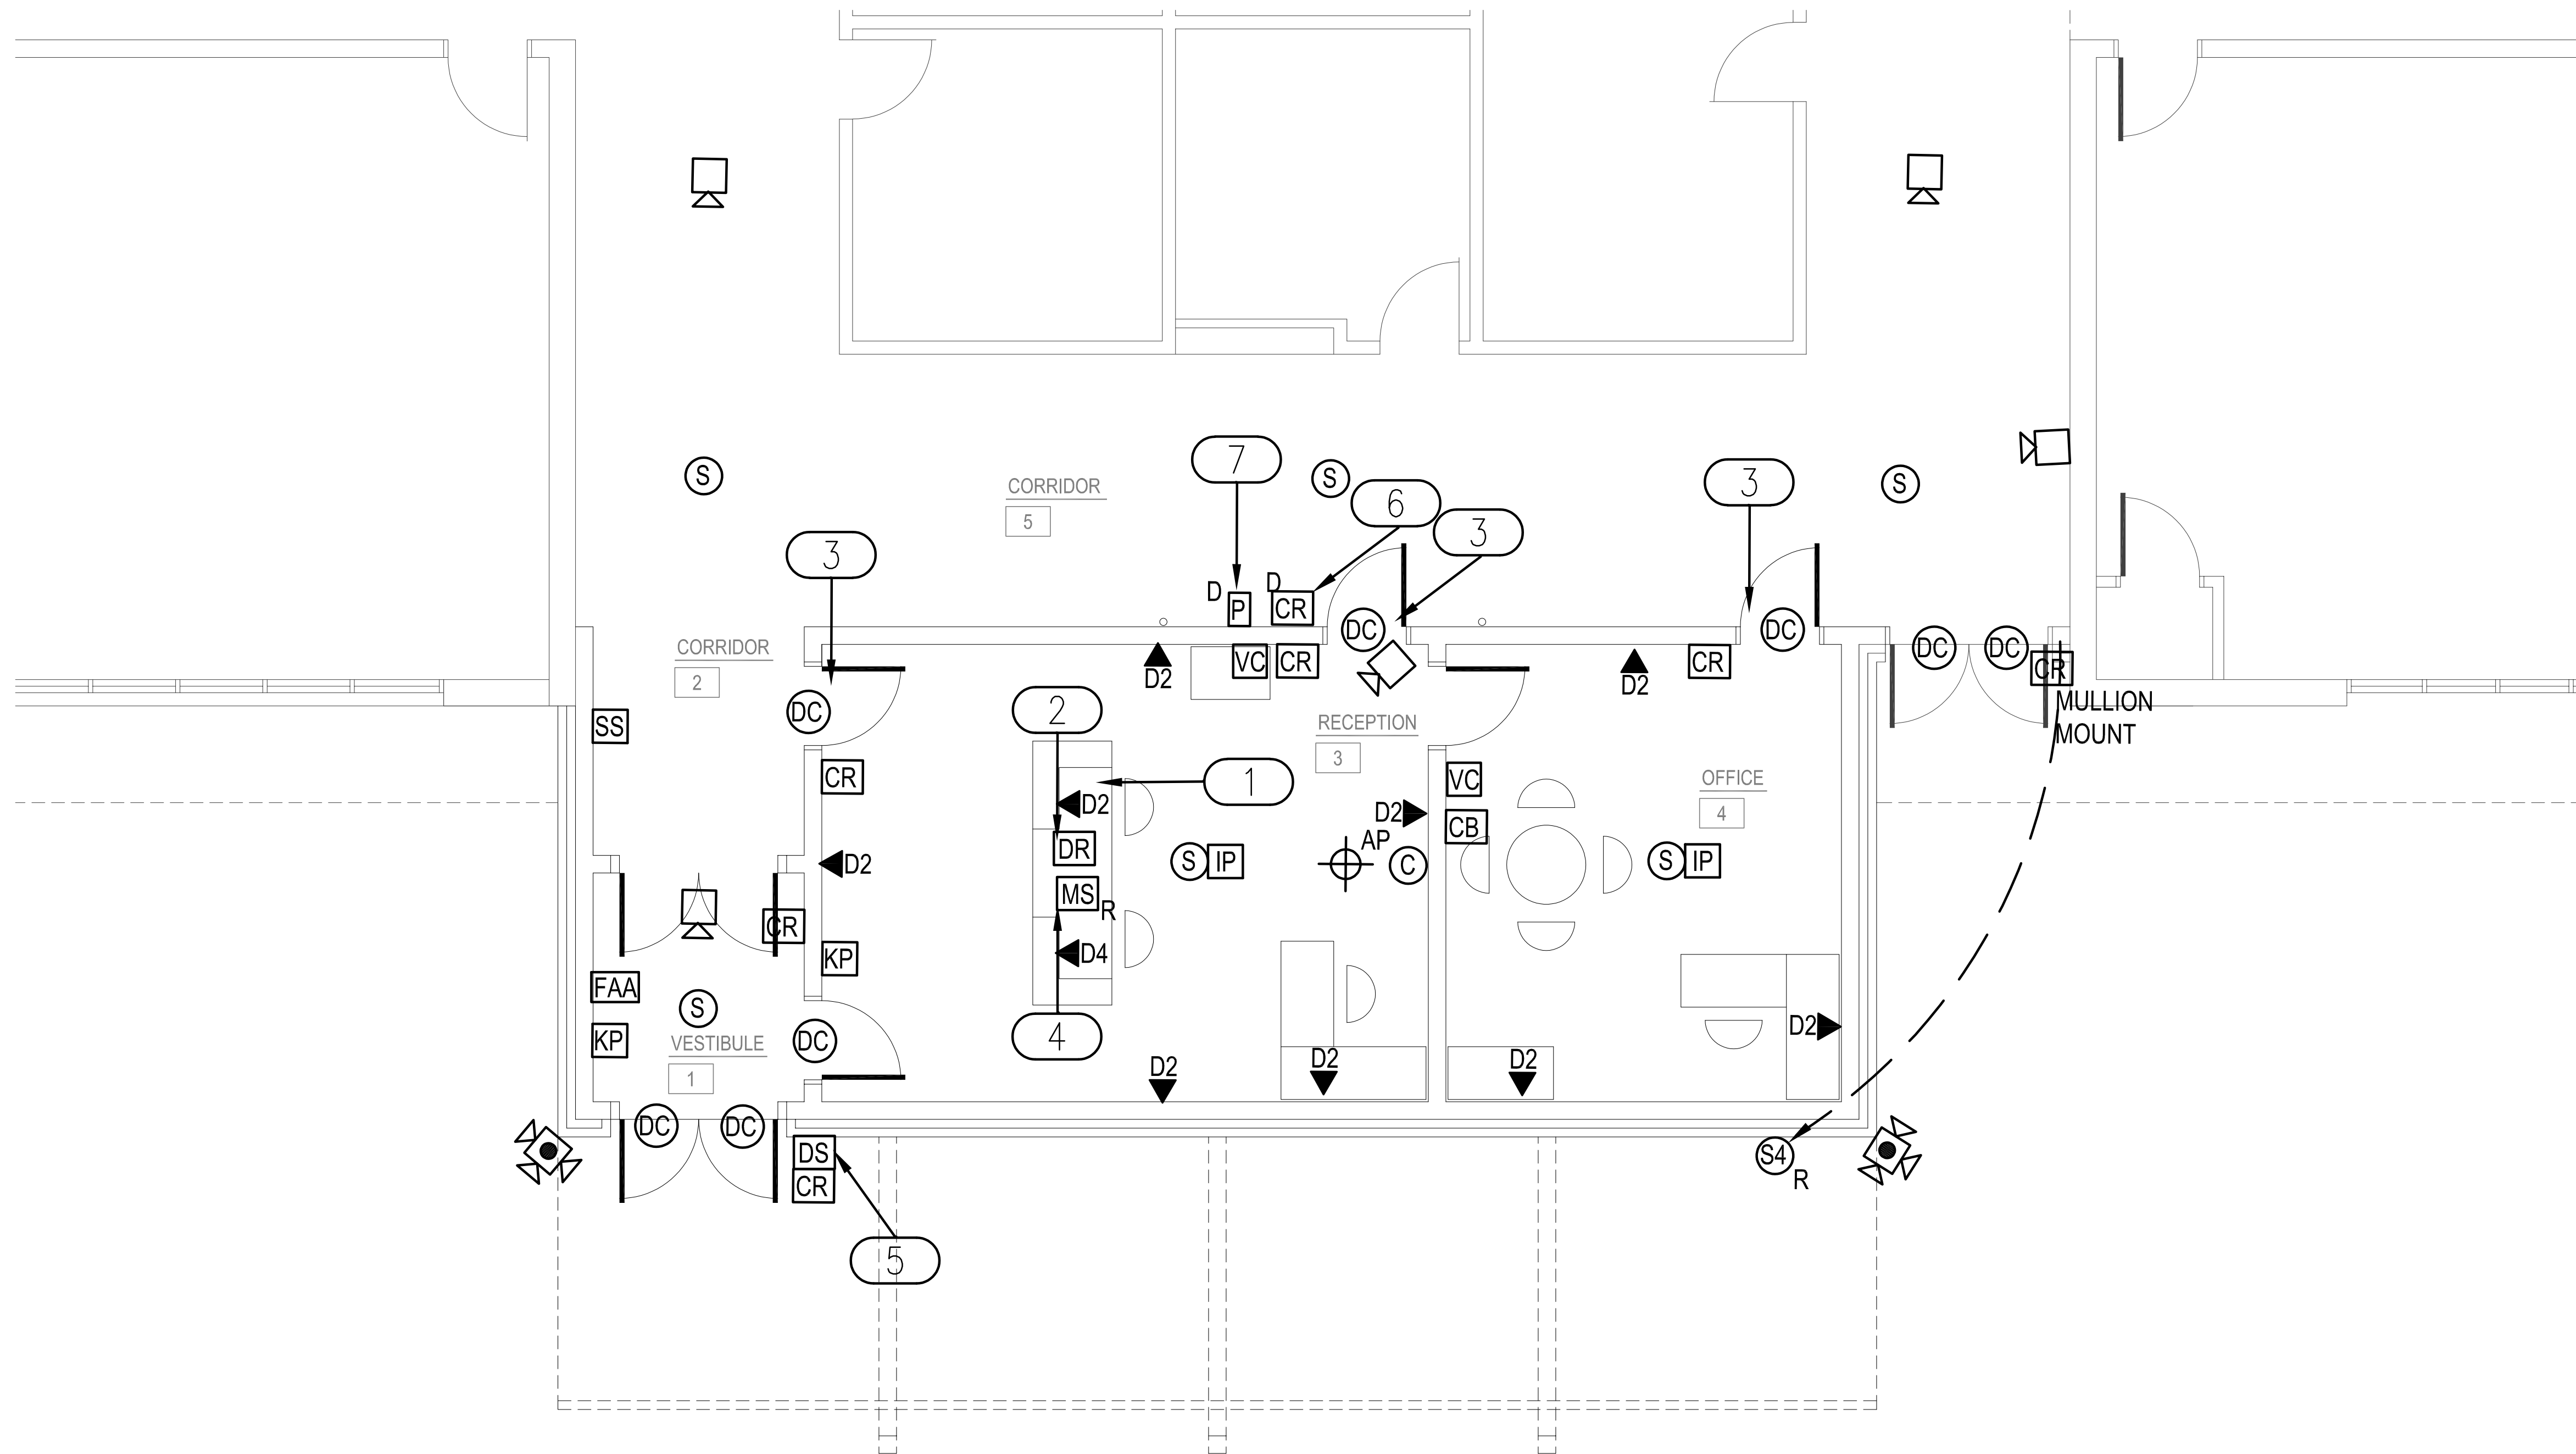 7
S
S
S
CORRIDOR
5
6
3
3
3
D
P
D
CR
CORRIDOR
2
DC
DC
DC
DC
VC
CR
CR
CR
D2
D2
MULLION
MOUNT
SS
DC
2
RECEPTION
3
CR
1
VC
OFFICE
4
D2
D2
CB
DR
AP
D2
S
IP
C
S
IP
MS
R
CR
D4
KP
FAA
S
KP
VESTIBULE
1
DC
4
D2
D2
D2
D2
DC
DC
DS
CR
S4
R
5